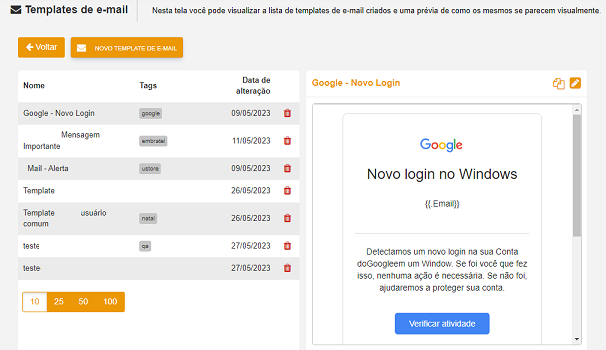 Templates de e-mail
Nesta tela você pode visualizar a lista de templates de e-mail criados e uma prévia de como os mesmos se parecem visualmente.
Voltar
NOVO TEMPLATE DE E-MAIL
Nome Tags Data de alteração
Google - Novo Login google 09/05/2023
Mensagem Importante embratel 11/05/2023
Mail - Alerta ustore 09/05/2023
Template 26/05/2023
Template usuário comum natal 26/05/2023
teste qa 27/05/2023
teste 27/05/2023
10 25 50 100
Google - Novo Login
Google
Novo login no Windows
{{.Email}}
Detectamos um novo login na sua Conta
doGoogleem um Window. Se foi você que fez
isso, nenhuma ação é necessária. Se não foi,
ajudaremos a proteger sua conta.
Verificar atividade